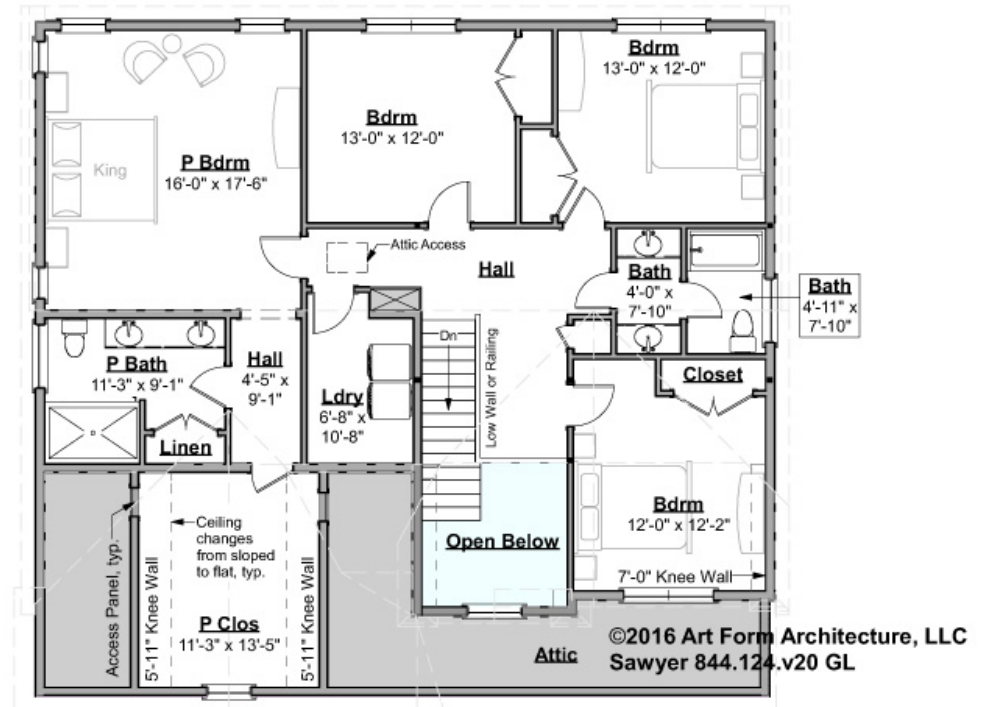 Bdrm
13'-0" x 12'-0"
Bdrm
13'-0" x 12'-0"
King
P Bdrm
16'-0" x 17'-6"
Attic Access
Hall
Bath
4'-0" x
7'-10"
Bath
4'-11" x
7'-10"
Dn
Low Wall or Railing
P Bath
11'-3" x 9'-1"
Hall
4'-5" x
9'-1"
Ldry
6'-8" x
10'-8"
Closet
Linen
Bdrm
12'-0" x 12'-2"
7'-0" Knee Wall
Access Panel, typ.
5'-11" Knee Wall
Ceiling
changes
from sloped
to flat, typ.
P Clos
11'-3" x 13'-5"
5'-11" Knee Wall
Open Below
Attic
©2016 Art Form Architecture, LLC
Sawyer 844.124.v20 GL